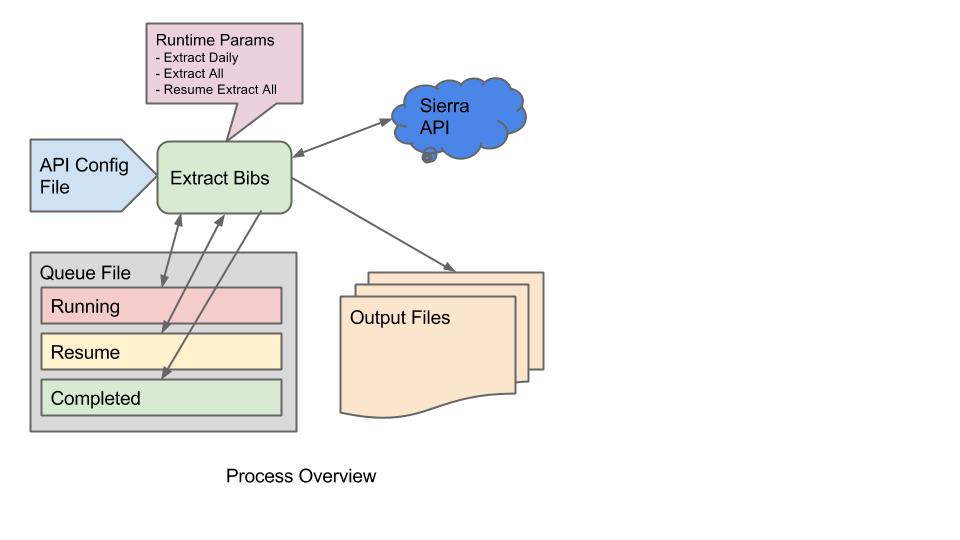 Runtime Params
- Extract Daily
- Extract All
- Resume Extract All
Sierra
API
API Config
File
Extract Bibs
Queue File
Running
Resume
Completed
Output Files
Process Overview